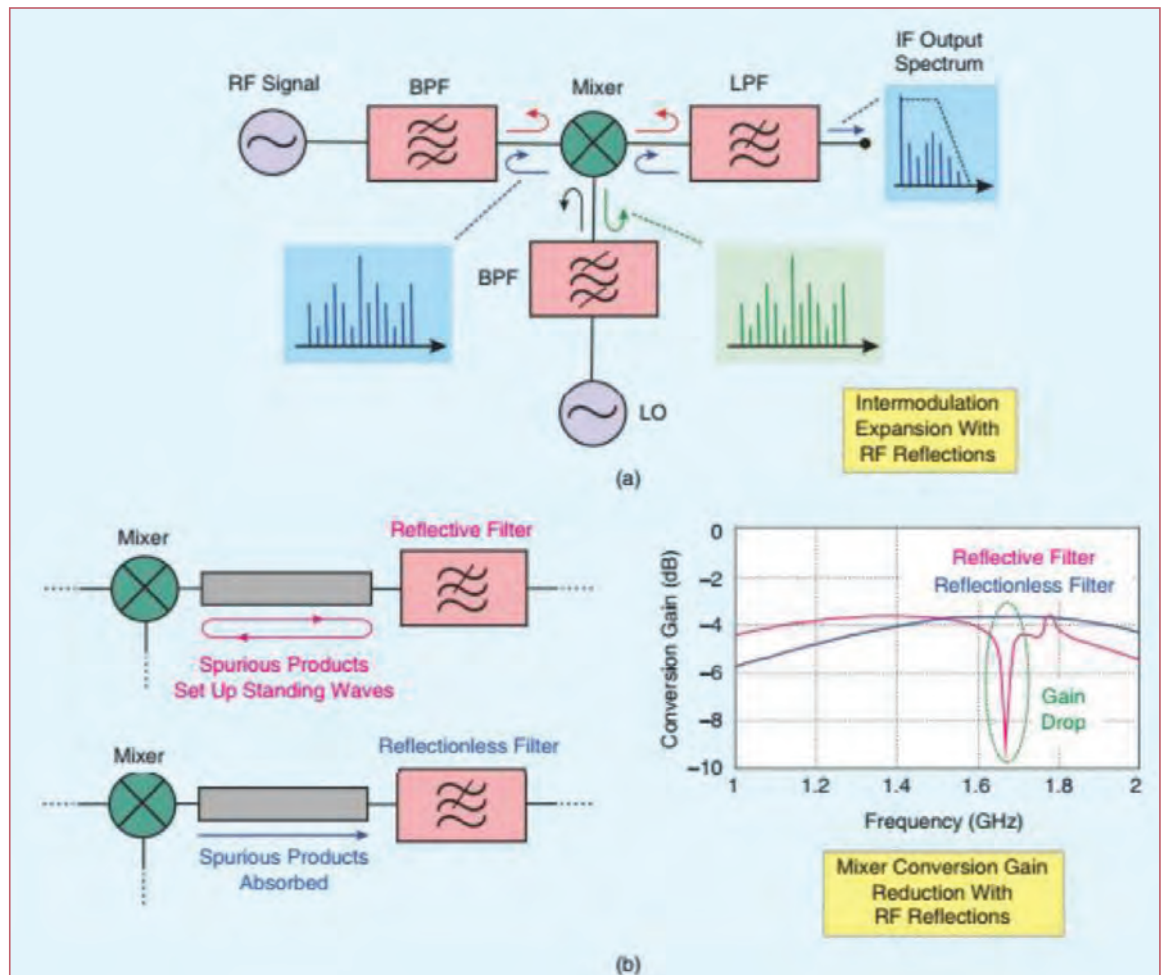 IF Output
Spectrum
RF Signal
BPF
Mixer
LPF
BPF
LO
Intermodulation
Expansion With
RF Reflections
(a)
Mixer
Reflective Filter
Spurious Products
Set Up Standing Waves
Mixer
Reflectionless Filter
Spurious Products
Absorbed
Conversion Gain (dB)
0
−2
−4
−6
−8
−10
Reflective Filter
Reflectionless Filter
Gain
Drop
1 1.2 1.4 1.6 1.8 2
Frequency (GHz)
Mixer Conversion Gain
Reduction With
RF Reflections
(b)